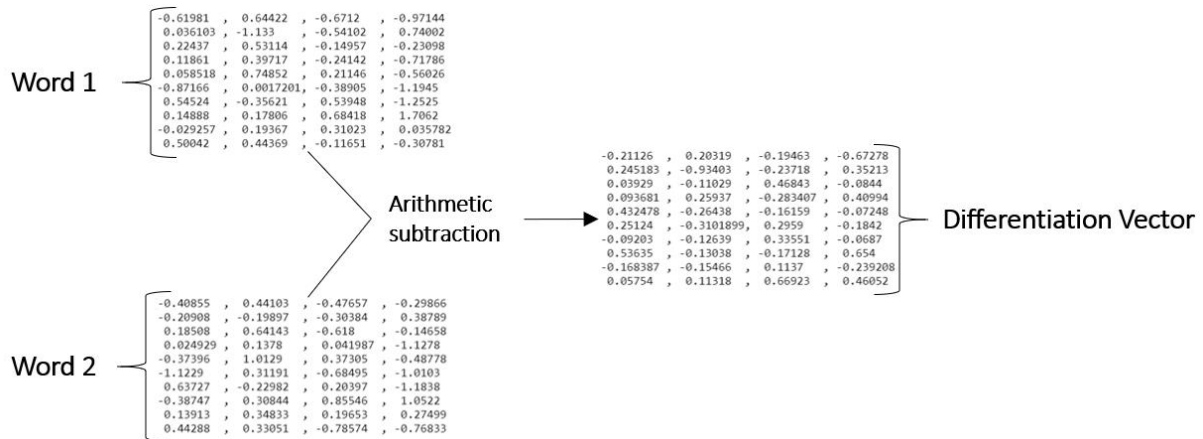 -0.61981 , 0.64422 , -0.6712 , -0.97144
0.036103 , -1.133 , -0.54102 , 0.74002
0.22437 , 0.53114 , -0.14957 , -0.23098
0.11861 , 0.39717 , -0.24142 , -0.71786
0.058518 , 0.74852 , 0.21146 , -0.56026
-0.87166 , 0.0017201, -0.38905 , -1.1945
0.54524 , -0.35621 , 0.53948 , -1.2525
0.14888 , 0.17806 , 0.68418 , 1.7062
-0.029257 , 0.19367 , 0.31023 , 0.035782
0.50042 , 0.44369 , -0.11651 , -0.30781
Word 1
Arithmetic
subtraction
-0.21126 , 0.20319 , -0.19463 , -0.67278
0.245183 , -0.93403 , -0.23718 , 0.35213
0.03929 , -0.11029 , 0.46843 , -0.0844
0.093681 , 0.25937 , -0.283407 , 0.40994
0.432478 , -0.26438 , -0.16159 , -0.07248
0.25124 , -0.3101899, 0.2959 , -0.1842
-0.09203 , -0.12639 , 0.33551 , -0.0687
0.53635 , -0.13038 , -0.17128 , 0.654
-0.168387 , -0.15466 , 0.1137 , -0.239208
0.05754 , 0.11318 , 0.66923 , 0.46052
Differentiation Vector
-0.40855 , 0.44103 , -0.47657 , -0.29866
-0.20908 , -0.19897 , -0.30384 , 0.38789
0.18508 , 0.64143 , -0.618 , -0.14658
0.024929 , 0.1378 , 0.041987 , -1.1278
-0.37396 , 1.0129 , 0.37305 , -0.48778
-1.1229 , 0.31191 , -0.68495 , -1.0103
0.63727 , -0.22982 , 0.20397 , -1.1838
-0.38747 , 0.30844 , 0.85546 , 1.0522
0.13913 , 0.34833 , 0.19653 , 0.27499
0.44288 , 0.33051 , -0.78574 , -0.76833
Word 2